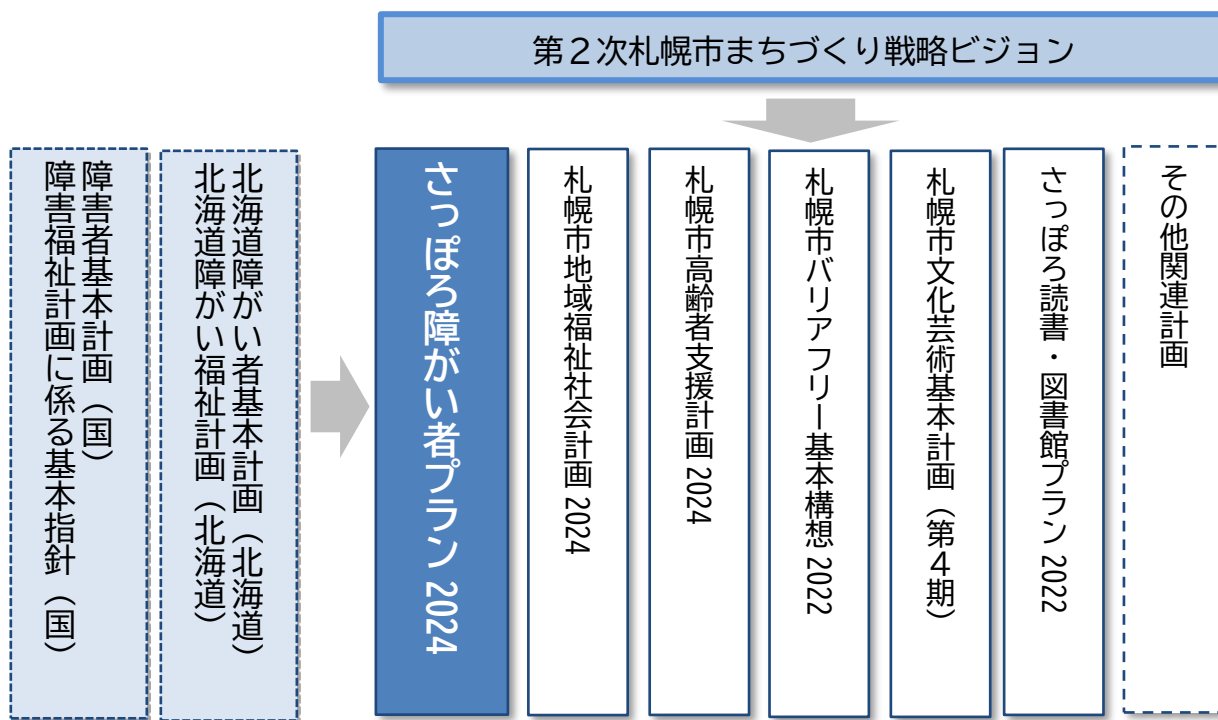 第２次札幌市まちづくり戦略ビジョン
障害者基本計画（国）
障害福祉計画に係る基本指針（国）
北海道障がい者基本計画（北海道）
北海道障がい福祉計画（北海道）
さっぽろ障がい者プラン 2024
札幌市地域福祉社会計画 2024
札幌市高齢者支援計画 2024
札幌市バリアフリー基本構想 2022
札幌市文化芸術基本計画（第４期）
さっぽろ読書・図書館プラン 2022
その他関連計画